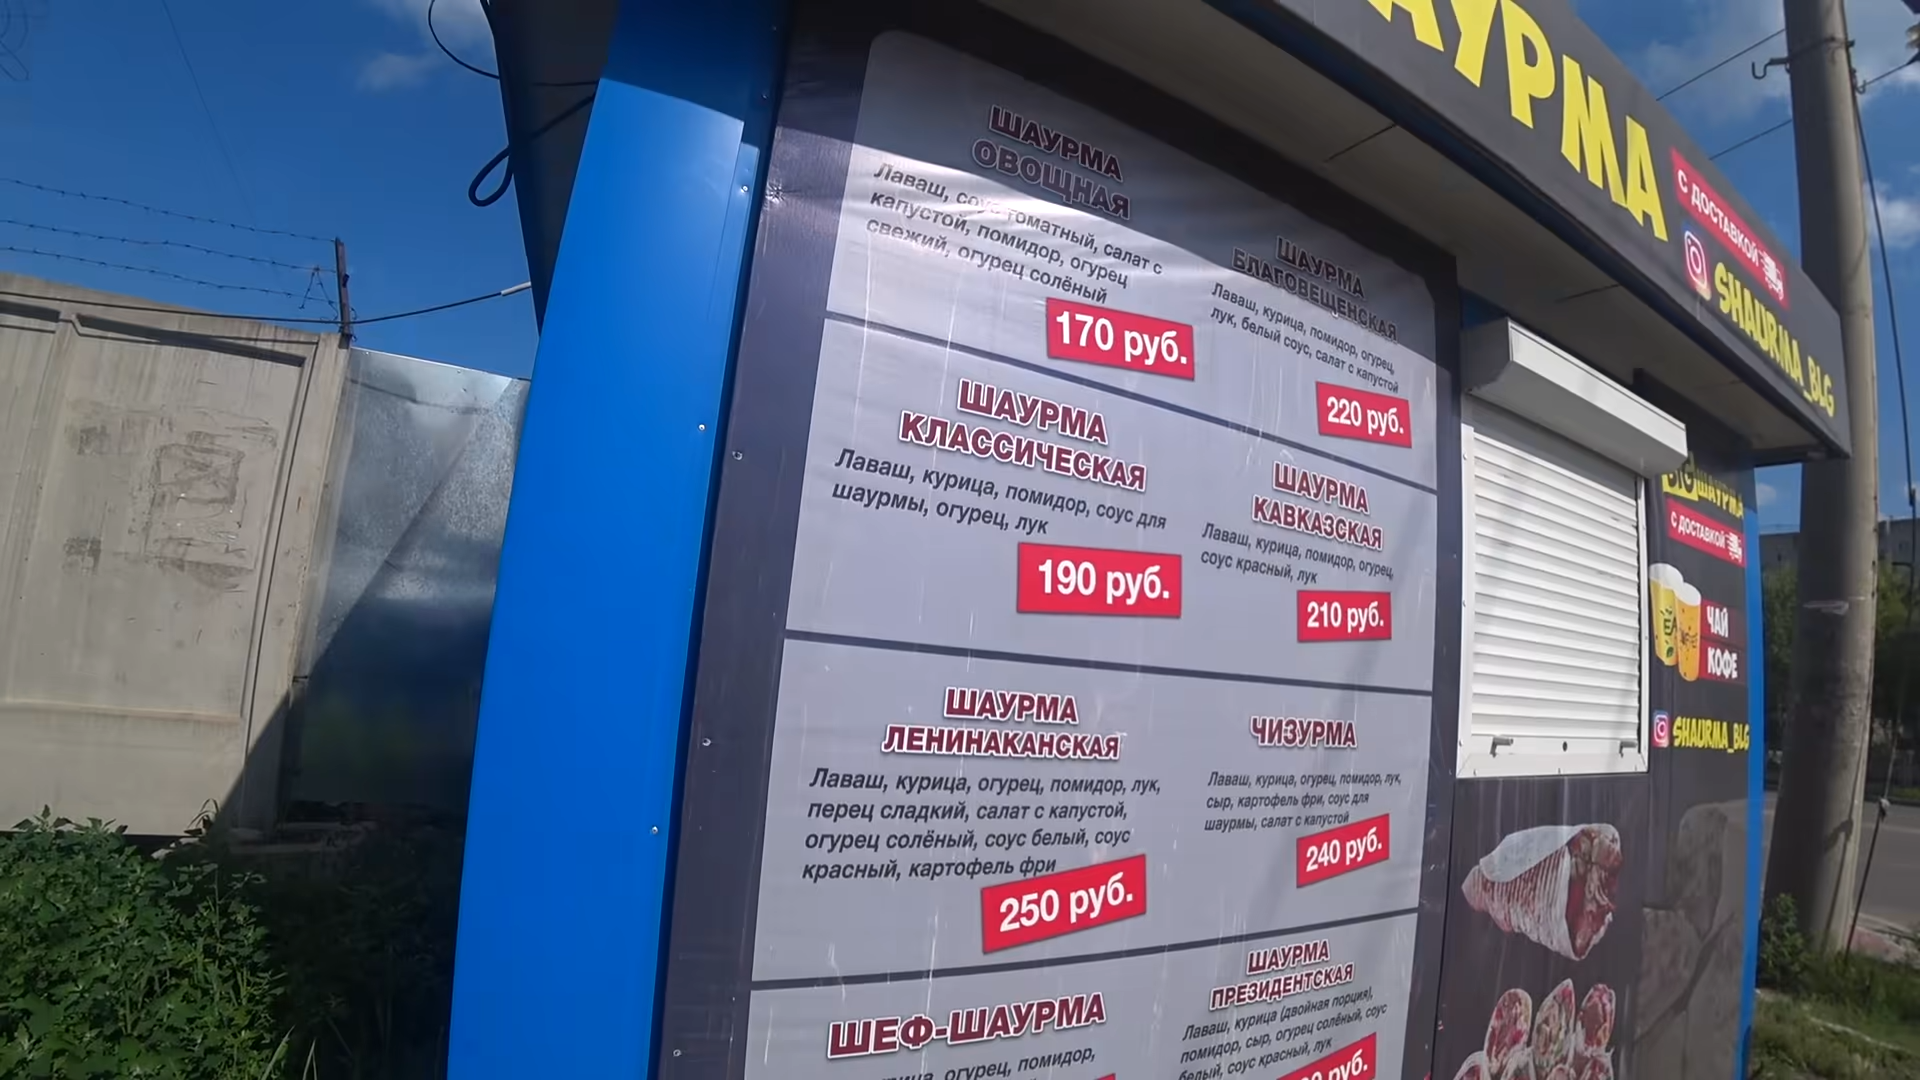 ШАУРМА
ОВОЩНАЯ
Лаваш, соус томатный, салат с
капустой, помидор, огурец
свежий, огурец солёный
170 руб.
ШАУРМА
БЛАГОВЕЩЕНСКАЯ
Лаваш, курица, помидор, огурец,
лук, белый соус, салат с капустой
220 руб.
ШАУРМА
КЛАССИЧЕСКАЯ
Лаваш, курица, помидор, соус для
шаурмы, огурец, лук
190 руб.
ШАУРМА
КАВКАЗСКАЯ
Лаваш, курица, помидор, огурец,
соус красный, лук
210 руб.
ШАУРМА
ЛЕНИНАКАНСКАЯ
Лаваш, курица, огурец, помидор, лук,
перец сладкий, салат с капустой,
огурец солёный, соус белый, соус
красный, картофель фри
250 руб.
ЧИЗУРМА
Лаваш, курица, огурец, помидор, лук,
сыр, картофель фри, соус для
шаурмы, салат с капустой
240 руб.
ШЕФ-ШАУРМА
огурец, помидор,
ШАУРМА
ПРЕЗИДЕНТСКАЯ
Лаваш, курица (двойная порция),
помидор, сыр, огурец солёный, соус
белый, соус красный, лук
руб.
АУРМА
С ДОСТАВКОЙ
SHAURMA_BLG
ШАУРМА
С ДОСТАВКОЙ
ЧАЙ
КОФЕ
SHAURMA_BLG